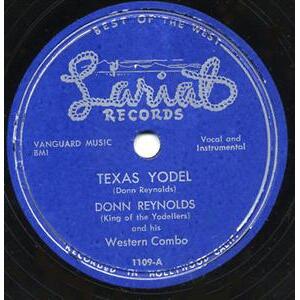 BEST OF THE WEST
Lariat
RECORDS
VANGUARD MUSIC
BMI
Vocal and
Instrumental
TEXAS YODEL
(Donn Reynolds)
DONN REYNOLDS
(King of the Yodellers)
and his
Western Combo
1109-A
RECORDED IN HOLLYWOOD CALIF